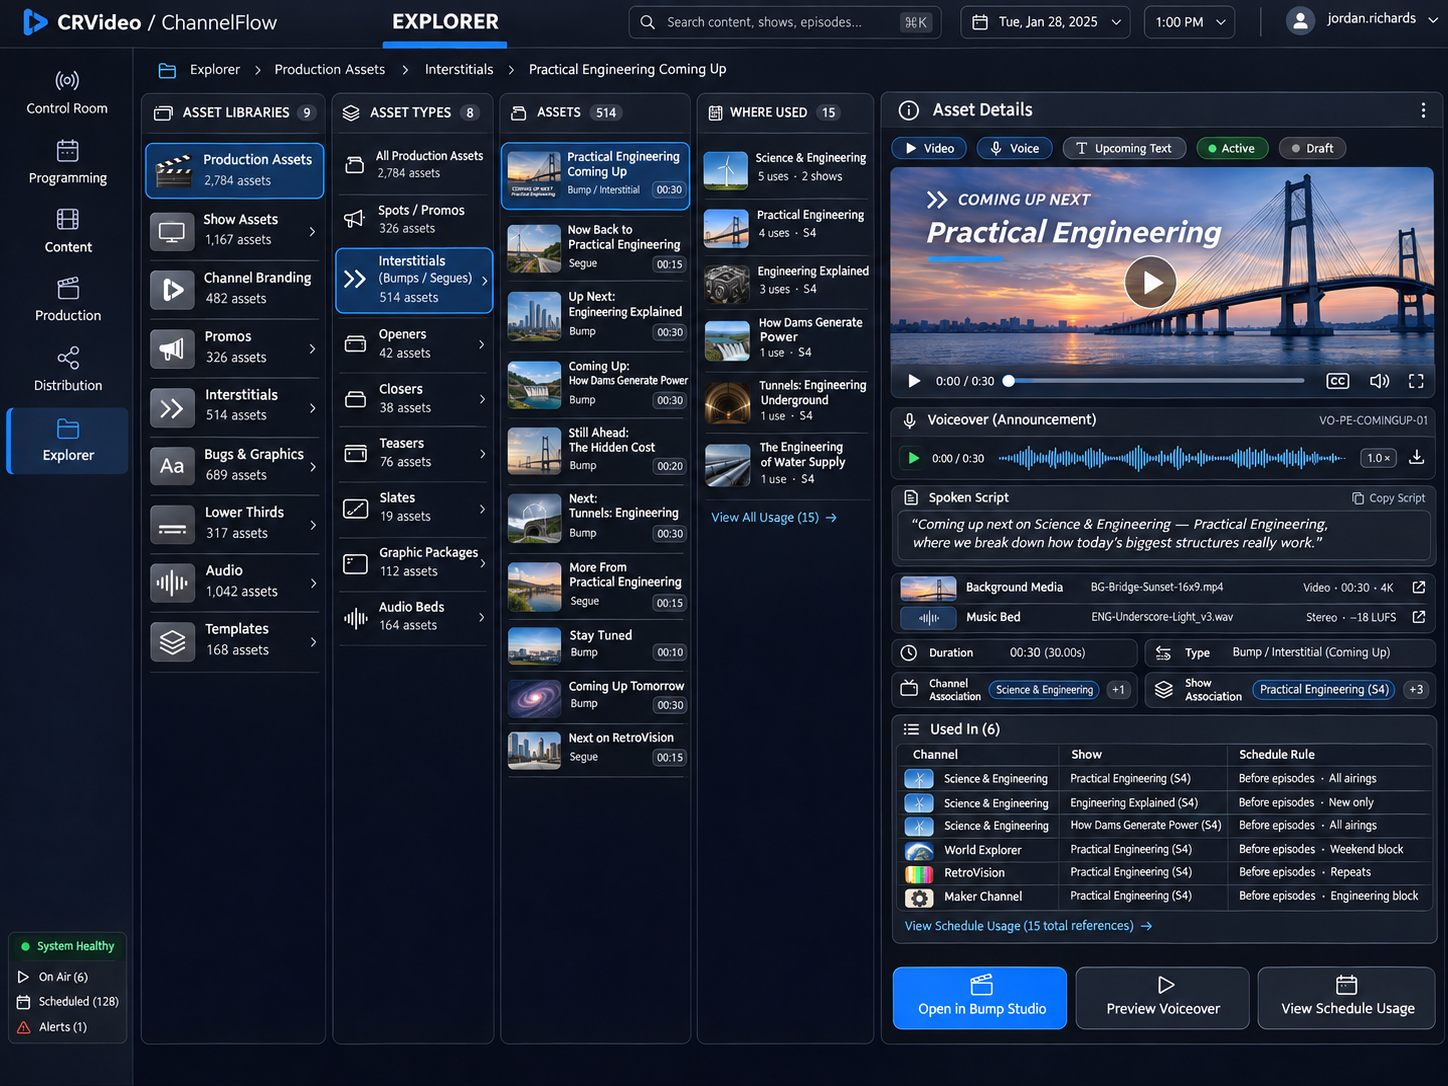 CRVideo / ChannelFlow
EXPLORER
Search content, shows, episodes...
⌘K
Tue, Jan 28, 2025
1:00 PM
jordan.richards
Control Room
Programming
Content
Production
Distribution
Explorer
System Healthy
On Air (6)
Scheduled (128)
Alerts (1)
Explorer > Production Assets > Interstitials > Practical Engineering Coming Up
ASSET LIBRARIES 9
Production Assets
2,784 assets
Show Assets
1,167 assets
Channel Branding
482 assets
Promos
326 assets
Interstitials
514 assets
Aa
Bugs & Graphics
689 assets
Lower Thirds
317 assets
Audio
1,042 assets
Templates
168 assets
ASSET TYPES 8
All Production Assets
2,784 assets
Spots / Promos
326 assets
Interstitials
(Bumps / Segues)
514 assets
Openers
42 assets
Closers
38 assets
Teasers
76 assets
Slates
19 assets
Graphic Packages
112 assets
Audio Beds
164 assets
ASSETS 514
COMING UP NEXT
Practical Engineering
Practical Engineering
Coming Up
Bump / Interstitial 00:30
Now Back to
Practical Engineering
Segue 00:15
Up Next:
Engineering Explained
Bump 00:30
Coming Up:
How Dams Generate Power
Bump 00:30
Still Ahead:
The Hidden Cost
Bump 00:20
Next:
Tunnels: Engineering
Bump 00:30
More From
Practical Engineering
Segue 00:15
Stay Tuned
Bump 00:10
Coming Up Tomorrow
Bump 00:30
Next on RetroVision
Segue 00:15
WHERE USED 15
Science & Engineering
5 uses · 2 shows
Practical Engineering
4 uses · S4
Engineering Explained
3 uses · S4
How Dams Generate
Power
1 use · S4
Tunnels: Engineering
Underground
1 use · S4
The Engineering
of Water Supply
1 use · S4
View All Usage (15) →
Asset Details
Video
Voice
Upcoming Text
Active
Draft
COMING UP NEXT
Practical Engineering
0:00 / 0:30
CC
Voiceover (Announcement)
VO-PE-COMINGUP-01
0:00 / 0:30
1.0×
Spoken Script
Copy Script
“Coming up next on Science & Engineering — Practical Engineering,
where we break down how today’s biggest structures really work.”
Background Media BG-Bridge-Sunset-16x9.mp4 Video · 00:30 · 4K
Music Bed ENG-Underscore-Light_v3.wav Stereo · −18 LUFS
Duration 00:30 (30.00s)
Type Bump / Interstitial (Coming Up)
Channel
Association
Science & Engineering +1
Show
Association
Practical Engineering (S4) +3
Used In (6)
Channel Show Schedule Rule
Science & Engineering Practical Engineering (S4) Before episodes · All airings
Science & Engineering Engineering Explained (S4) Before episodes · New only
Science & Engineering How Dams Generate Power (S4) Before episodes · All airings
World Explorer Practical Engineering (S4) Before episodes · Weekend block
RetroVision Practical Engineering (S4) Before episodes · Repeats
Maker Channel Practical Engineering (S4) Before episodes · Engineering block
View Schedule Usage (15 total references) →
Open in Bump Studio
Preview Voiceover
View Schedule Usage